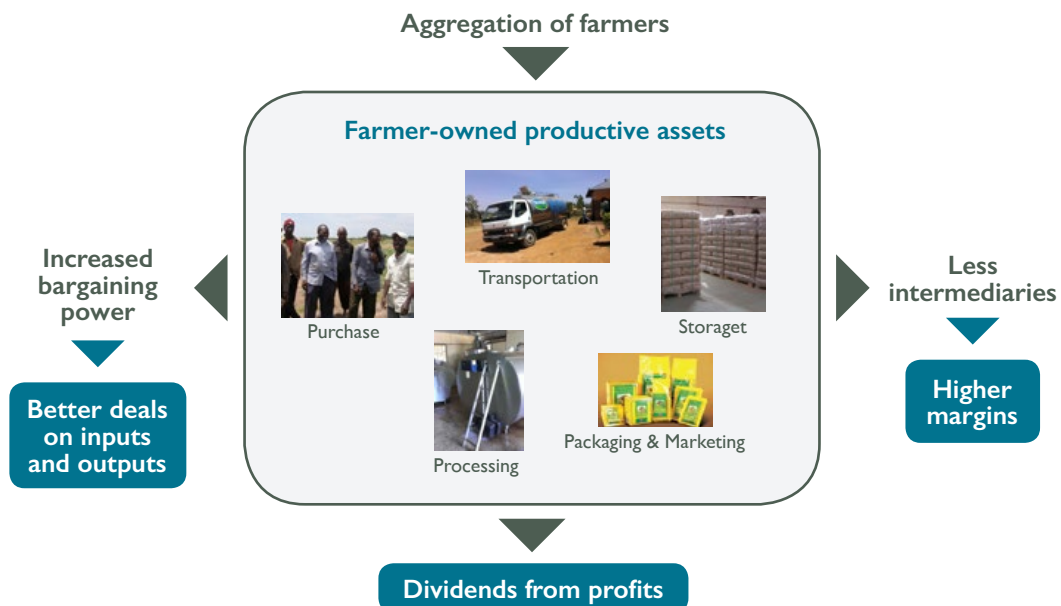 Aggregation of farmers
Farmer-owned productive assets
Transportation
Purchase
Storaget
Processing
Packaging & Marketing
Increased
bargaining
power
Better deals
on inputs
and outputs
Less
intermediaries
Higher
margins
Dividends from profits